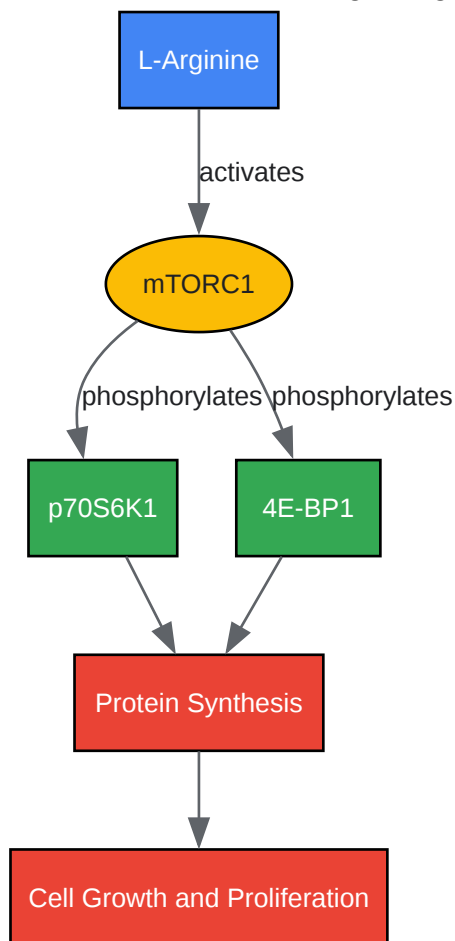 L-Arginine
activates
mTORC1
phosphorylates phosphorylates
p70S6K1 4E-BP1
Protein Synthesis
Cell Growth and Proliferation